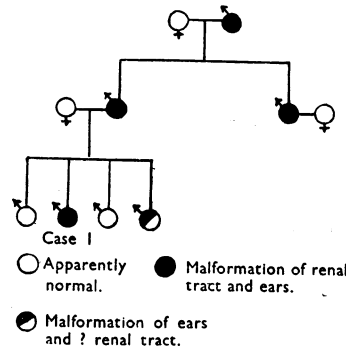 Case 1
Apparently
normal.
Malformation of renal
tract and ears.
Malformation of ears
and ? renal tract.